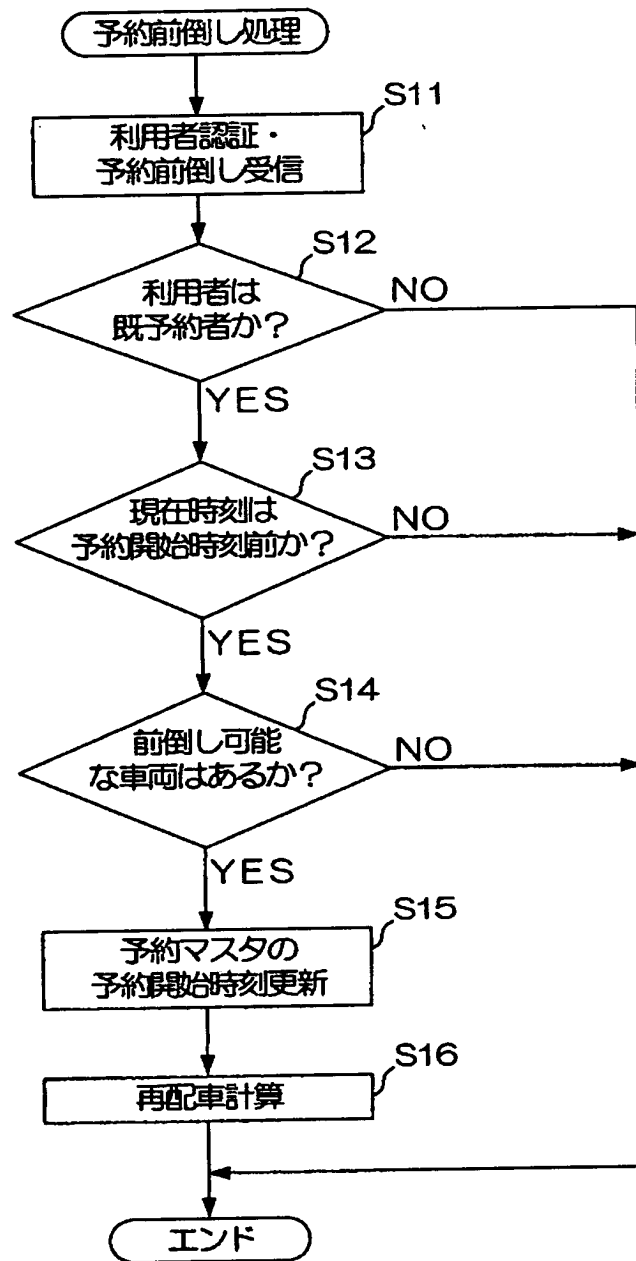 予約前倒し処理
S11
利用者認証・
予約前倒し受信
S12
利用者は
既予約者か？
NO
YES
S13
現在時刻は
予約開始時刻前か？
NO
YES
S14
前倒し可能
な車両はあるか？
NO
YES
S15
予約マスタの
予約開始時刻更新
S16
再配車計算
エンド